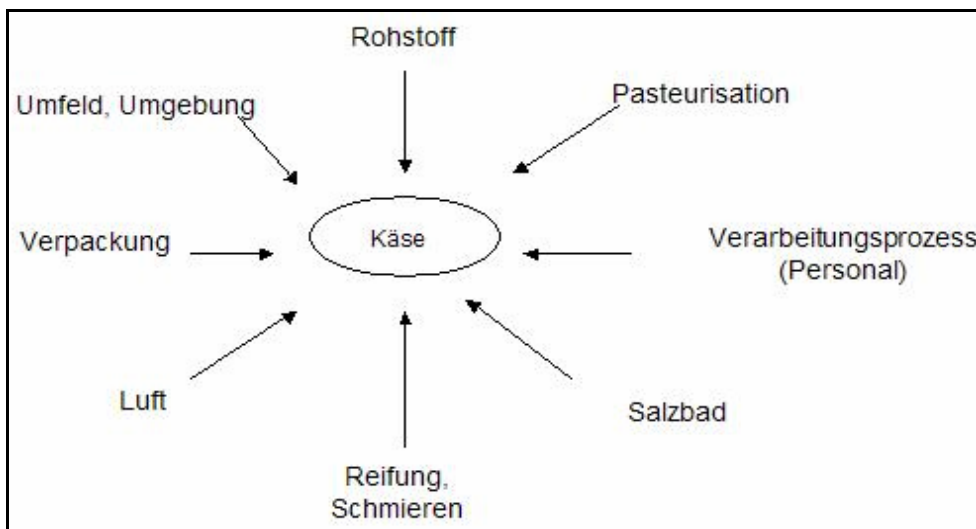 Rohstoff
Pasteurisation
Umfeld, Umgebung
Käse
Verpackung
Verarbeitungsprozess
(Personal)
Luft
Salzbad
Reifung,
Schmieren